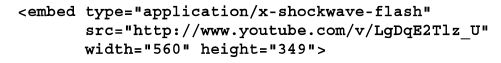 <embed type="application/x-shockwave-flash"
src="http://www.youtube.com/v/LgDqE2Tlz_U"
width="560" height="349">